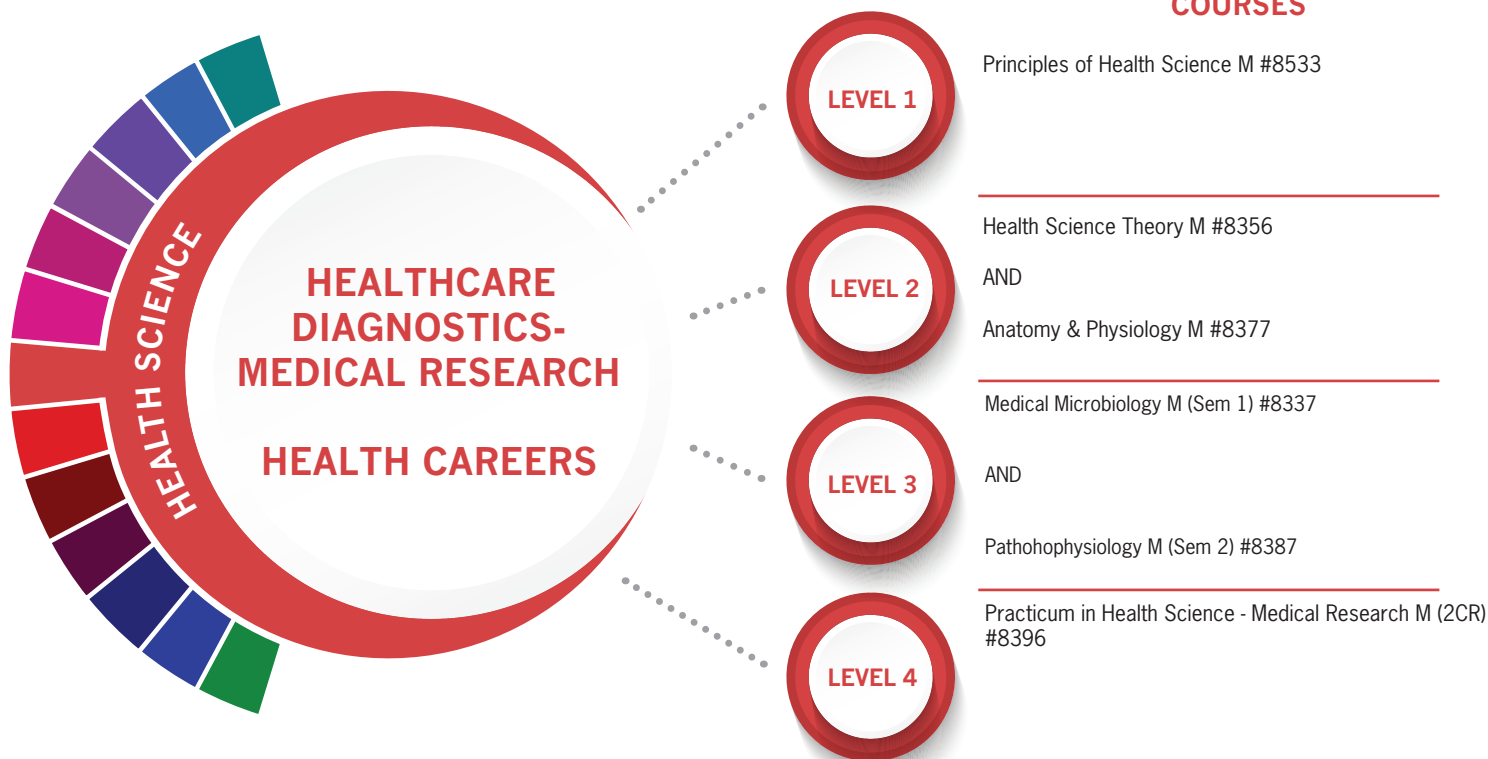 COURSES
HEALTH SCIENCE
HEALTHCARE
DIAGNOSTICS-
MEDICAL RESEARCH
HEALTH CAREERS
LEVEL 1
Principles of Health Science M #8533
LEVEL 2
Health Science Theory M #8356
AND
Anatomy & Physiology M #8377
LEVEL 3
Medical Microbiology M (Sem 1) #8337
AND
Pathohophysiology M (Sem 2) #8387
LEVEL 4
Practicum in Health Science - Medical Research M (2CR)
#8396